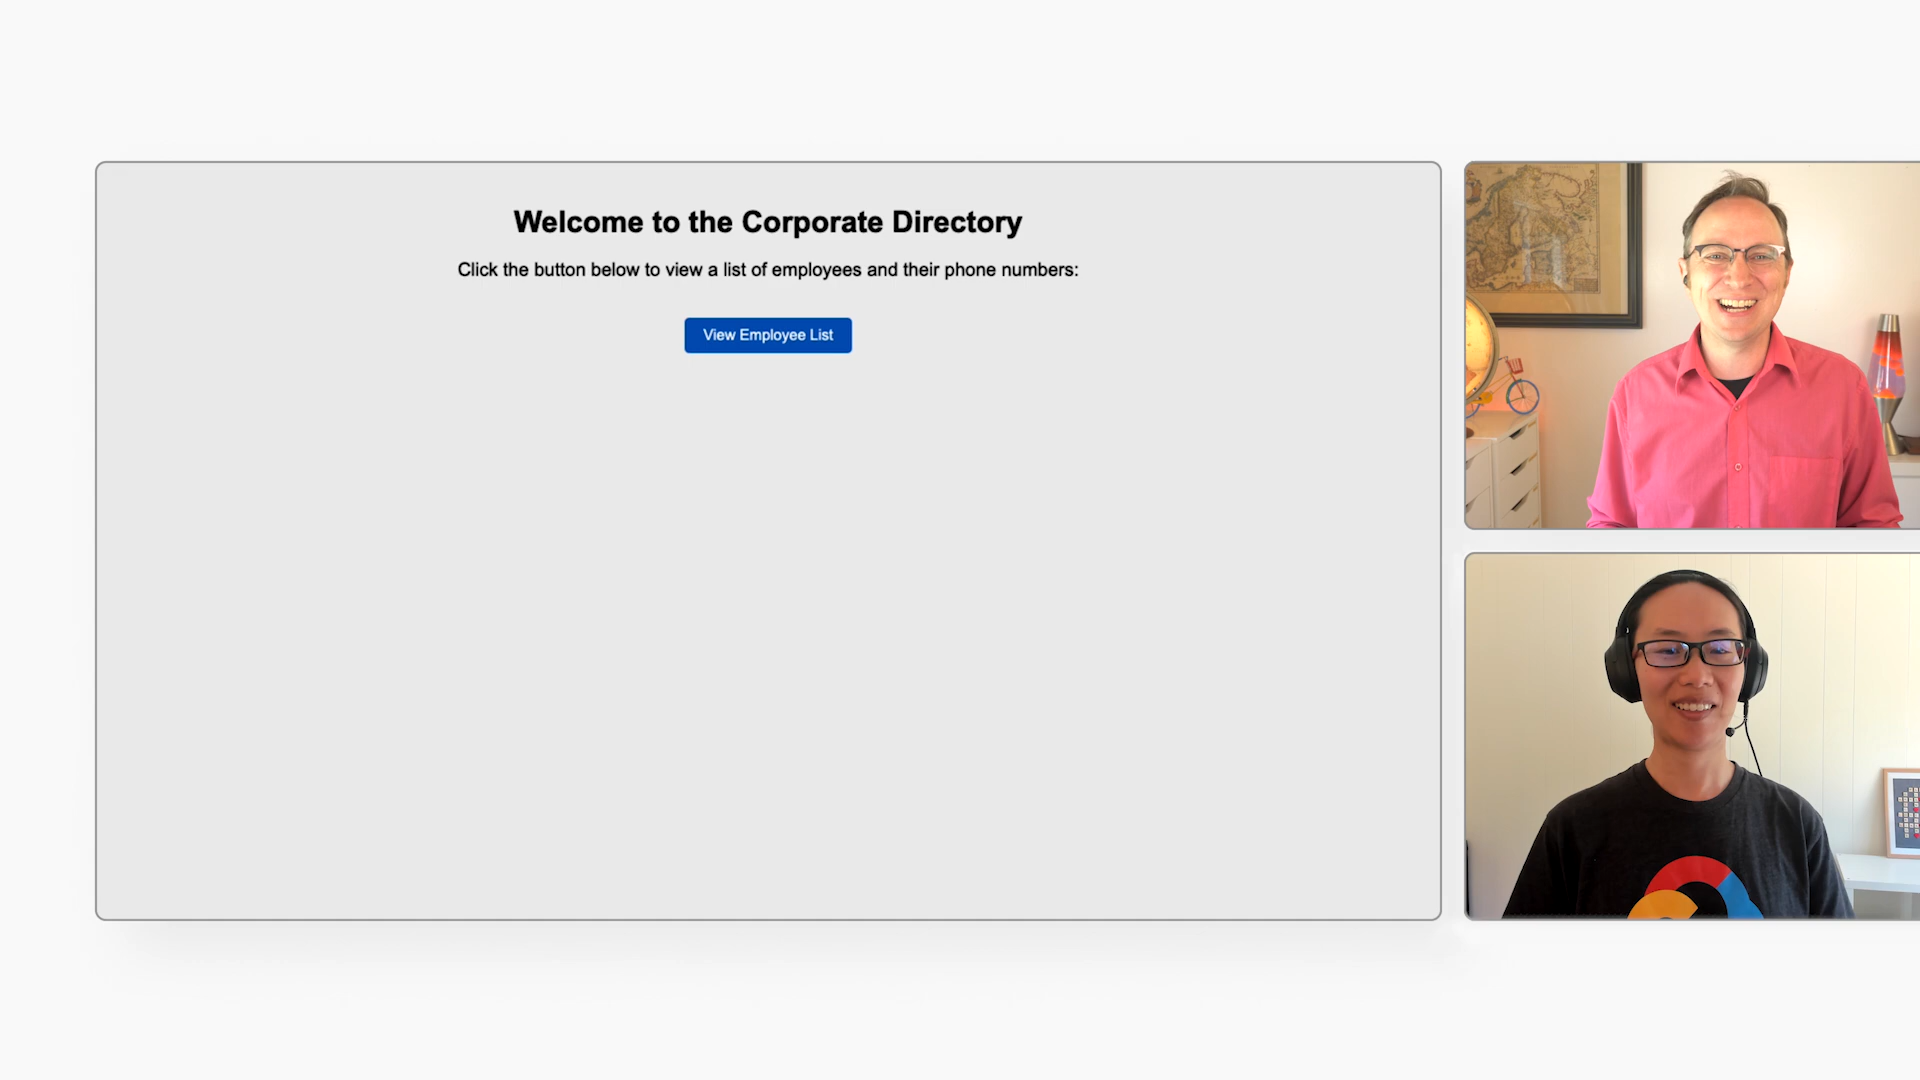 Welcome to the Corporate Directory
Click the button below to view a list of employees and their phone numbers:
View Employee List